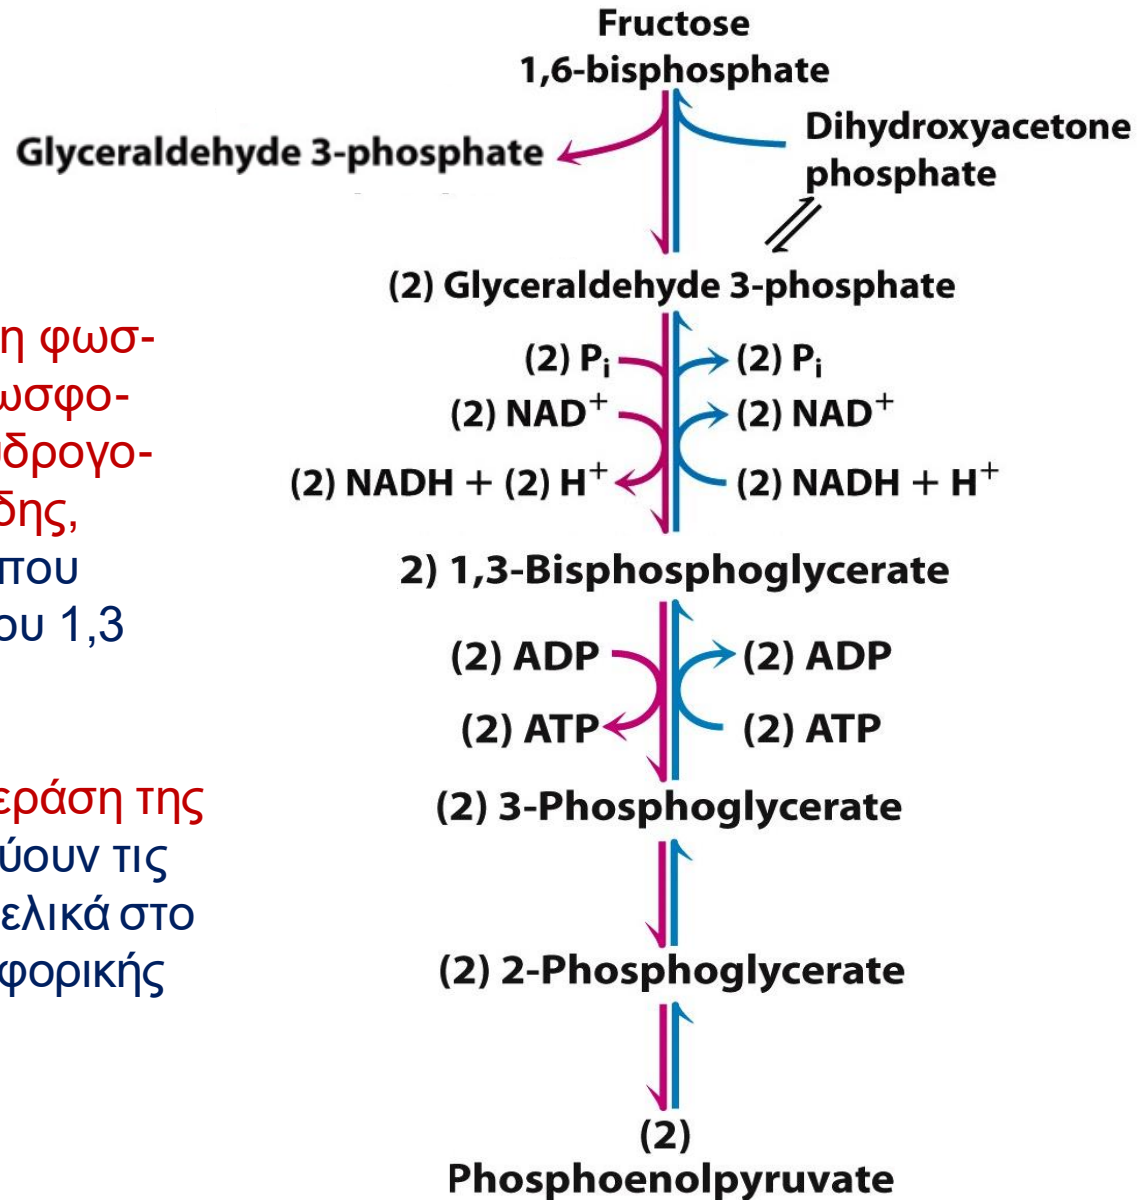 Fructose
1,6-bisphosphate
Dihydroxyacetone
phosphate
Glyceraldehyde 3-phosphate
(2) Glyceraldehyde 3-phosphate
(2) Pi (2) Pi
(2) NAD+ (2) NAD+
(2) NADH + (2) H+ (2) NADH + H+
2) 1,3-Bisphosphoglycerate
(2) ADP (2) ADP
(2) ATP (2) ATP
(2) 3-Phosphoglycerate
(2) 2-Phosphoglycerate
(2)
Phosphoenolpyruvate
η φωσ-
ωσφο-
δρογο-
δης,
που
ου 1,3
εράση της
ύουν τις
ελικά στο
φορικής